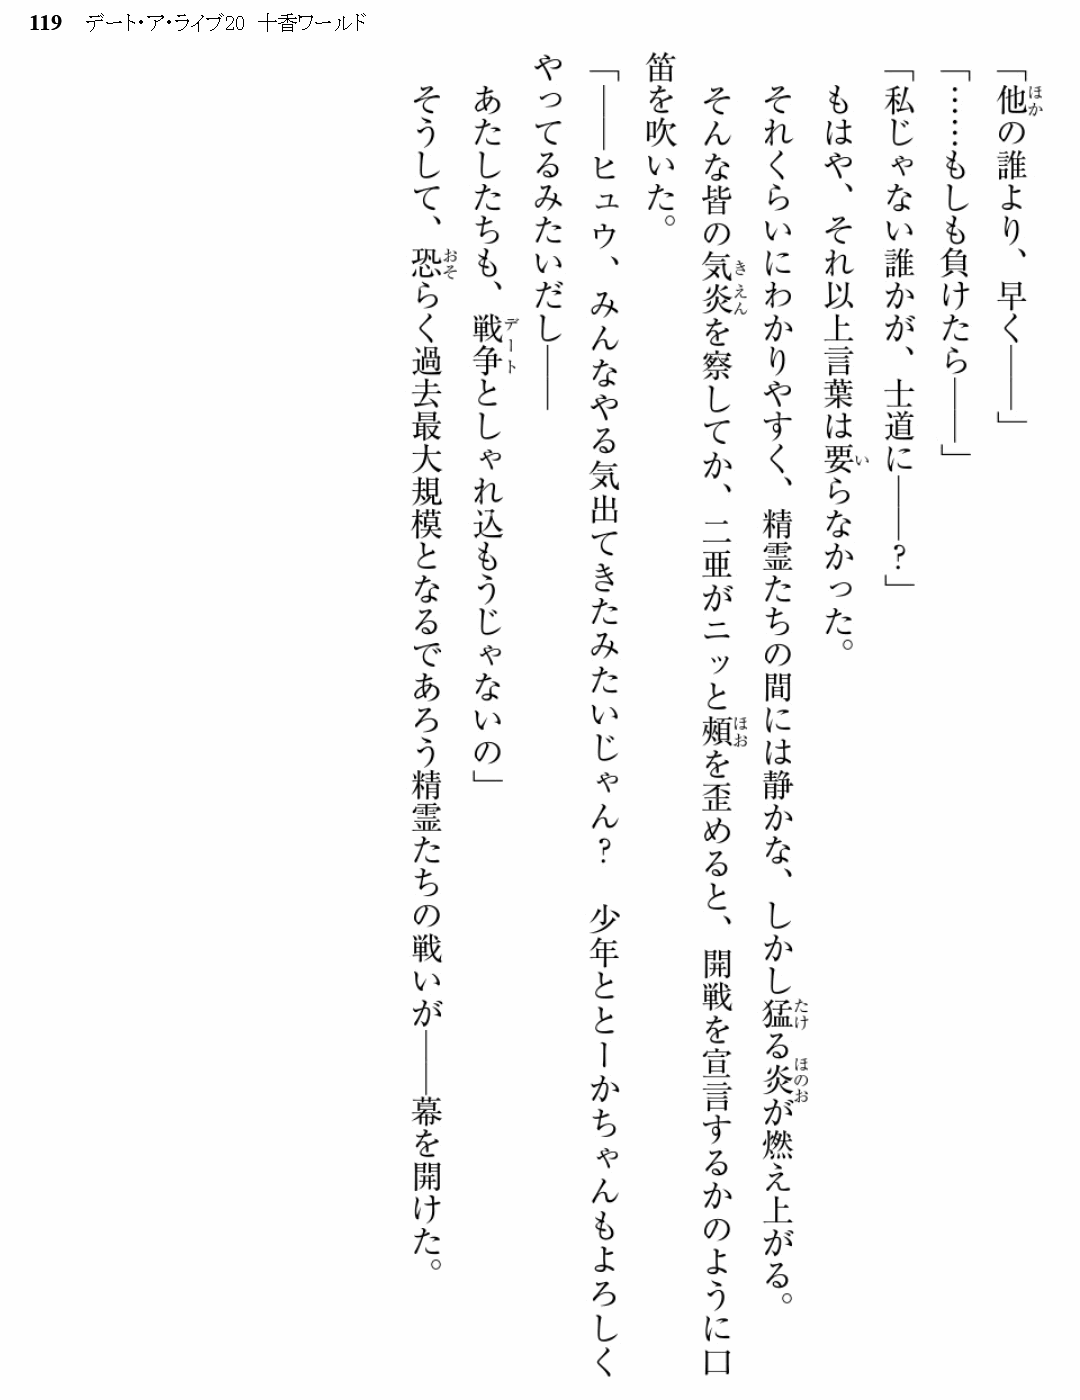 119 デート・ア・ライブ20 十香ワールド
「他の誰より、早く――」
「……もしも負けたら――」
「私じゃない誰かが、士道に――？」
もはや、それ以上言葉は要らなかった。
それくらいにわかりやすく、精霊たちの間には静かな、しかし猛る炎が燃え上がる。
そんな皆の気炎を察してか、二亜がニッと頬を歪めると、開戦を宣言するかのように口
笛を吹いた。
「――ヒュウ、みんなやる気出てきたみたいじゃん？　少年ととーかちゃんもよろしく
やってるみたいだし――
あたしたちも、戦争としゃれ込もうじゃないの」
そうして、恐らく過去最大規模となるであろう精霊たちの戦いが――幕を開けた。